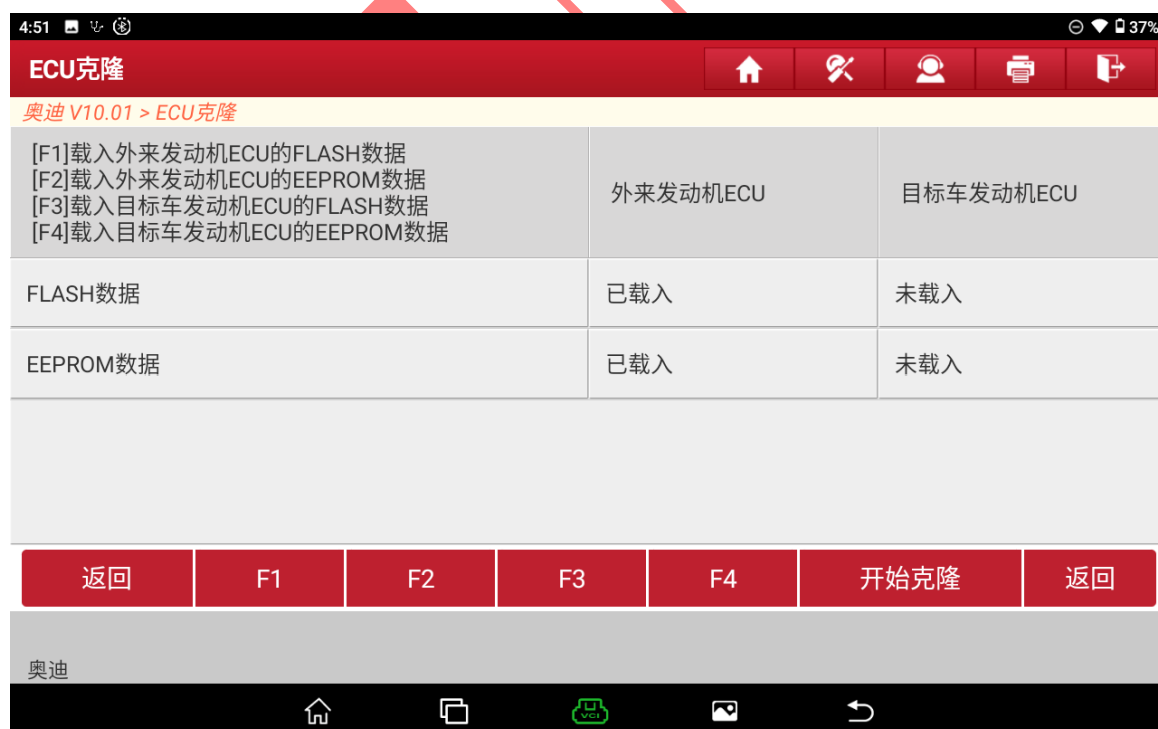 4:51
37%
ECU克隆
奥迪 V10.01 > ECU克隆
[F1]载入外来发动机ECU的FLASH数据
[F2]载入外来发动机ECU的EEPROM数据
[F3]载入目标车发动机ECU的FLASH数据
[F4]载入目标车发动机ECU的EEPROM数据
外来发动机ECU
目标车发动机ECU
FLASH数据 已载入 未载入
EEPROM数据 已载入 未载入
返回 F1 F2 F3 F4 开始克隆 返回
奥迪
VCI